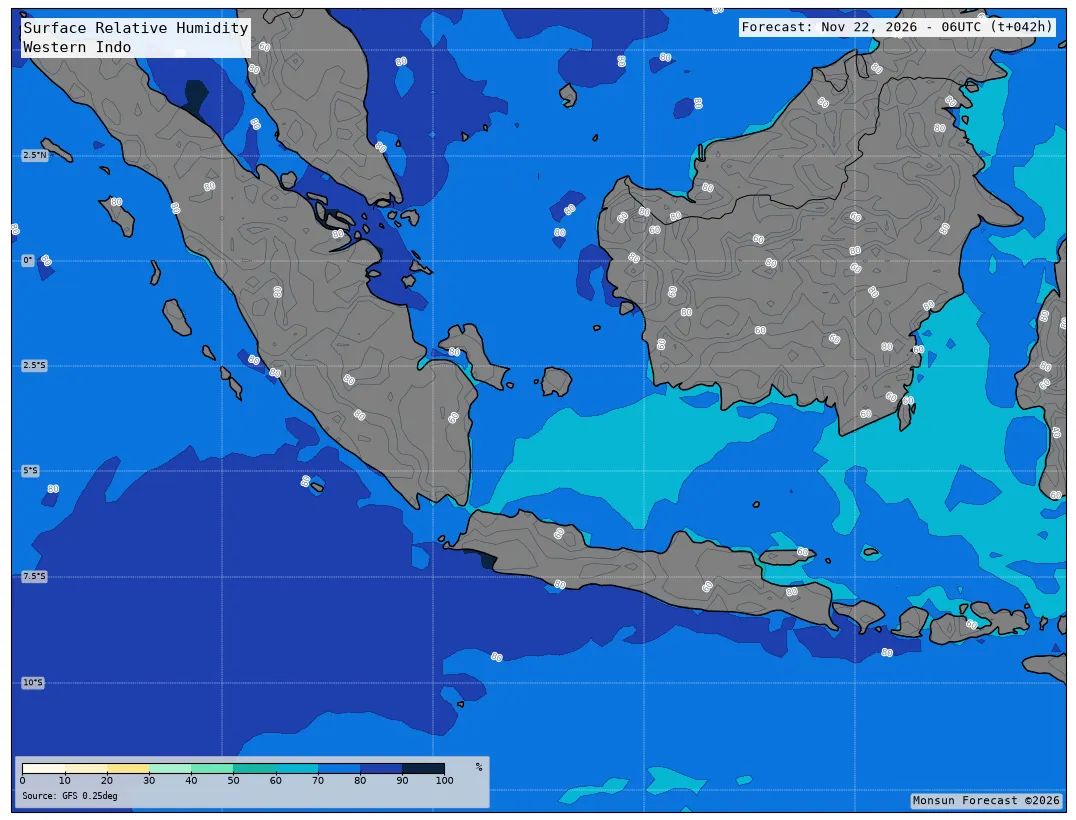 Surface Relative Humidity
Western Indo
Forecast: Nov 22, 2026 - 06UTC (t+042h)
2.5°N
0°
2.5°S
5°S
7.5°S
10°S
0 10 20 30 40 50 60 70 80 90 100
%
Source: GFS 0.25deg
Monsun Forecast ©2026